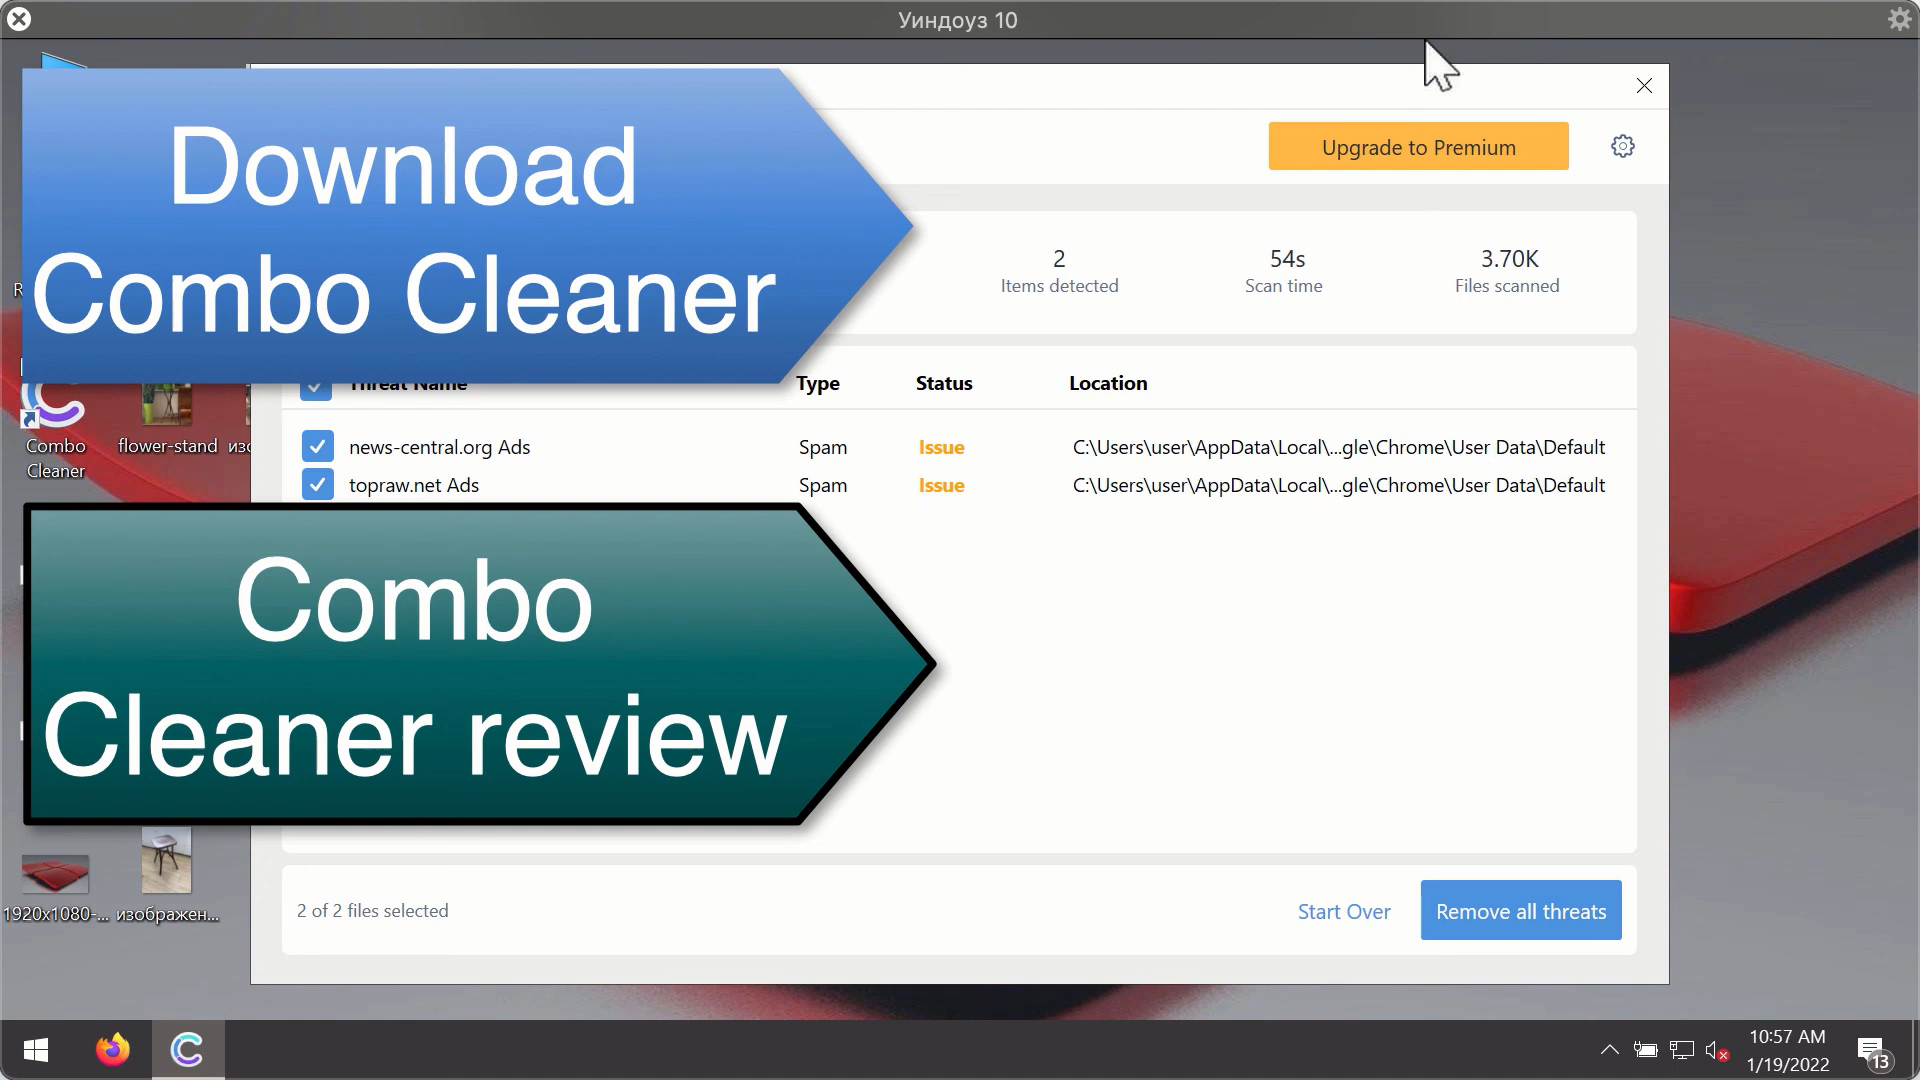 Уиндоуз 10
Download
Combo Cleaner
Upgrade to Premium
2
Items detected
54s
Scan time
3.70K
Files scanned
Threat Name Type Status Location
news-central.org Ads Spam Issue C:\Users\user\AppData\Local\...gle\Chrome\User Data\Default
topraw.net Ads Spam Issue C:\Users\user\AppData\Local\...gle\Chrome\User Data\Default
Combo
Cleaner review
2 of 2 files selected
Start Over
Remove all threats
R
Combo
Cleaner
flower-stand
изо
1920x1080-...
изображен...
10:57 AM
1/19/2022
13